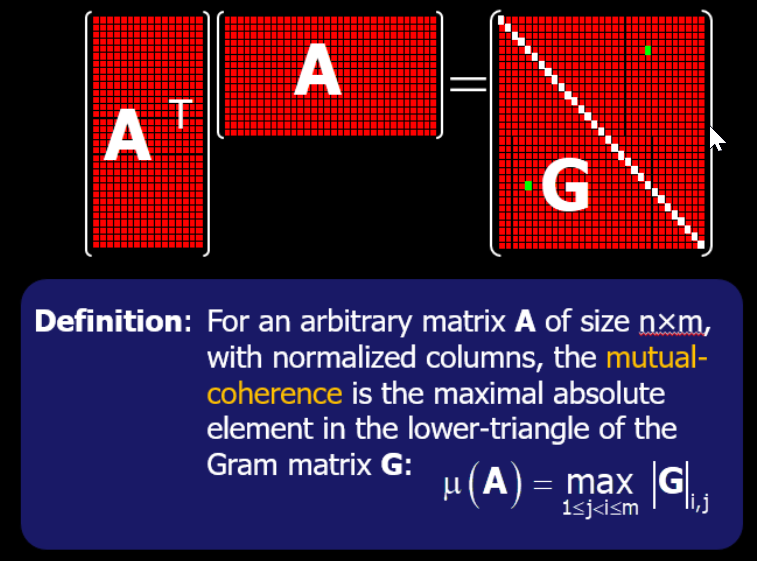 Aᵀ A = G
Definition: For an arbitrary matrix A of size n×m,
with normalized columns, the mutual-
coherence is the maximal absolute
element in the lower-triangle of the
Gram matrix G: μ(A) = max |G|i,j
1≤j<i≤m